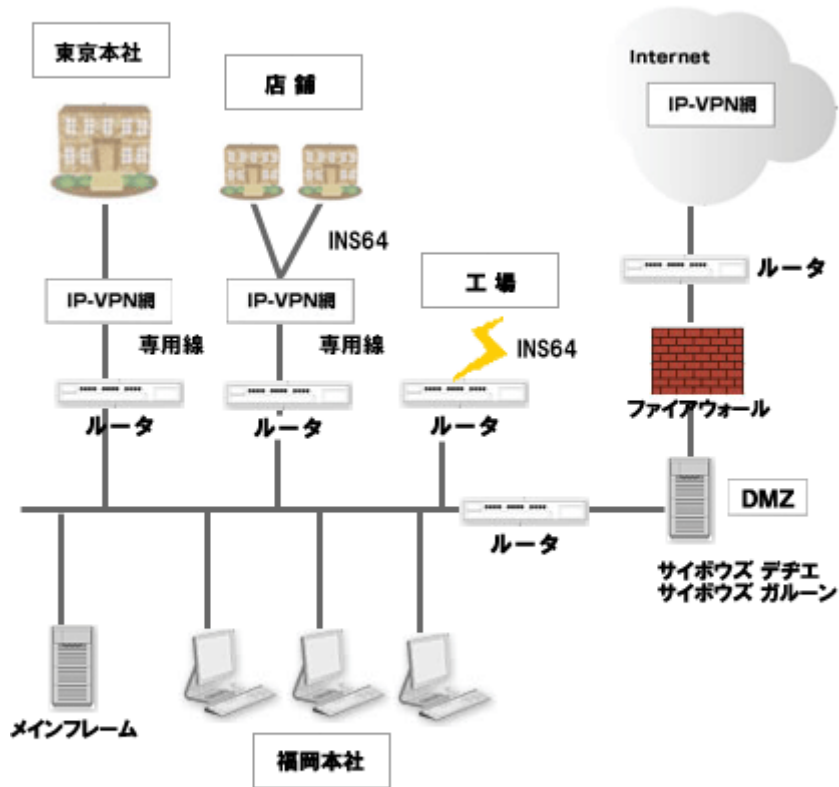 東京本社
店 舗
Internet
IP-VPN網
INS64
ルータ
IP-VPN網
IP-VPN網
工 場
専用線
専用線
INS64
ルータ
ルータ
ルータ
ファイアウォール
ルータ
DMZ
サイボウズ デヂエ
サイボウズ ガルーン
メインフレーム
福岡本社